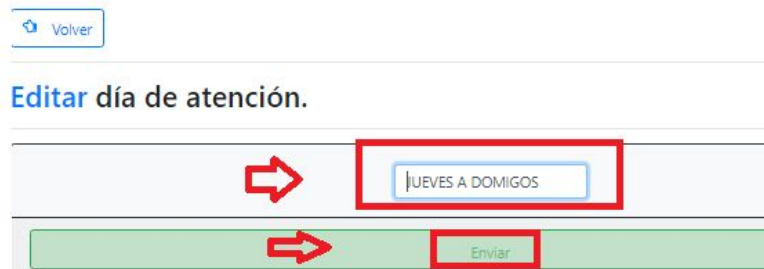 Volver
Editar día de atención.
JUEVES A DOMIGOS
Enviar